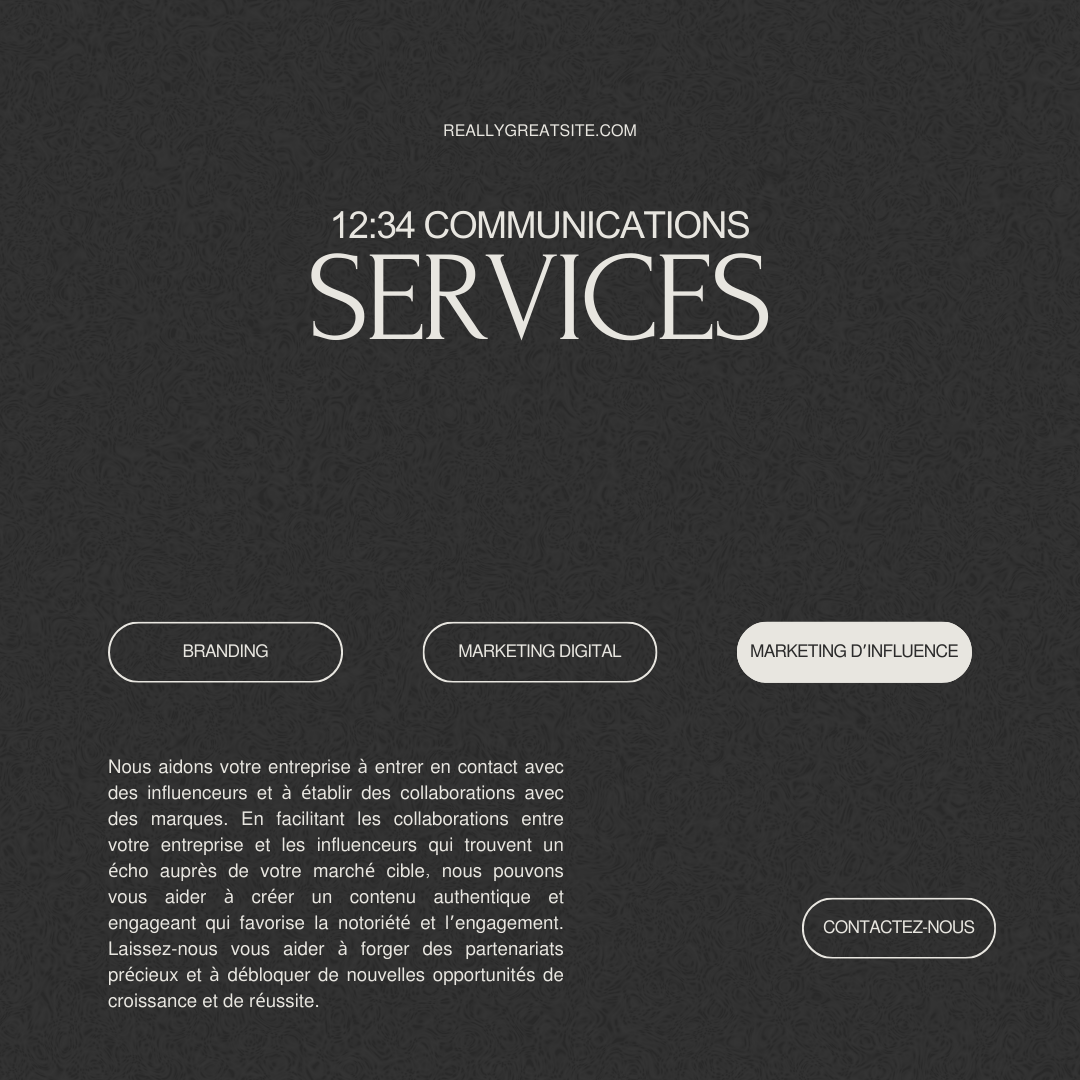 REALLYGREATSITE.COM
12:34 COMMUNICATIONS
SERVICES
BRANDING
MARKETING DIGITAL
MARKETING D'INFLUENCE
Nous aidons votre entreprise à entrer en contact avec
des influenceurs et à établir des collaborations avec
des marques. En facilitant les collaborations entre
votre entreprise et les influenceurs qui trouvent un
écho auprès de votre marché cible, nous pouvons
vous aider à créer un contenu authentique et
engageant qui favorise la notoriété et l'engagement.
Laissez-nous vous aider à forger des partenariats
précieux et à débloquer de nouvelles opportunités de
croissance et de réussite.
CONTACTEZ-NOUS